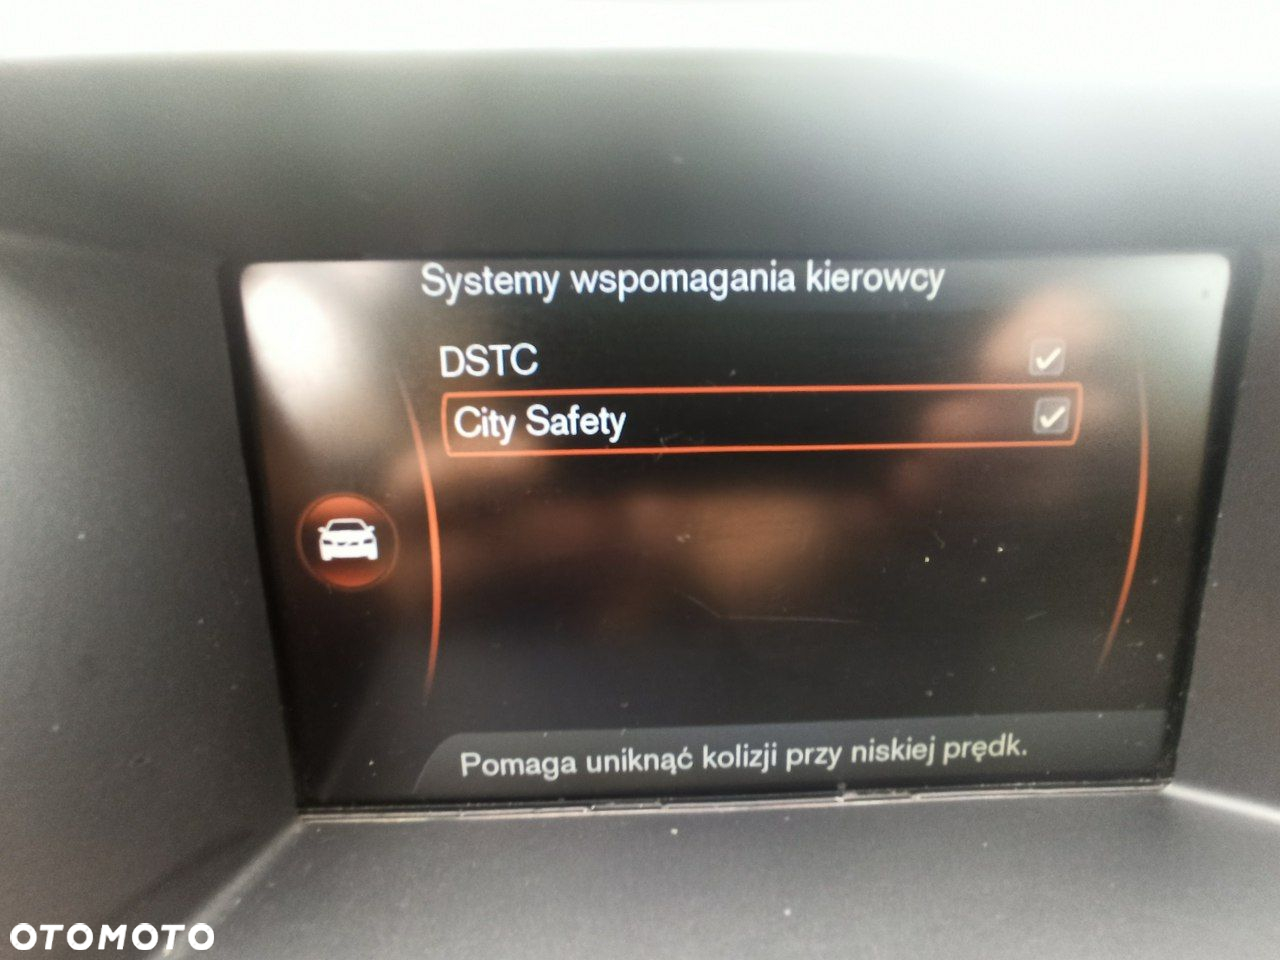 Systemy wspomagania kierowcy
DSTC
City Safety
Pomaga uniknąć kolizji przy niskiej prędk.
OTOMOTO